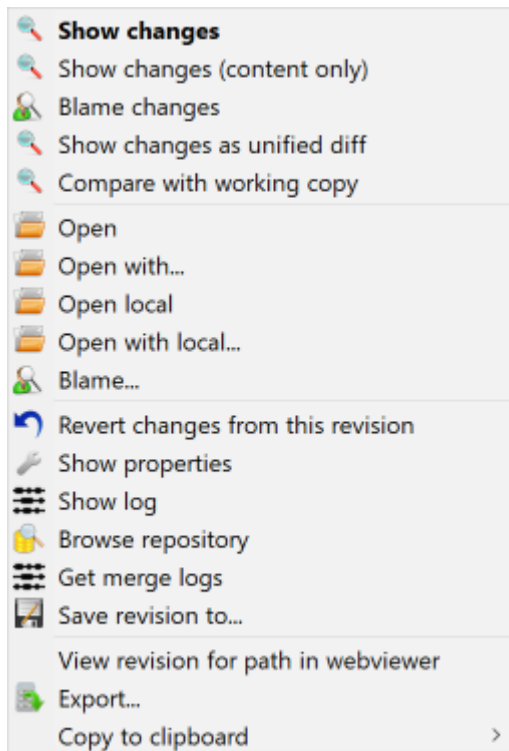 Show changes
Show changes (content only)
Blame changes
Show changes as unified diff
Compare with working copy
Open
Open with...
Open local
Open with local...
Blame...
Revert changes from this revision
Show properties
Show log
Browse repository
Get merge logs
Save revision to...
View revision for path in webviewer
Export...
Copy to clipboard